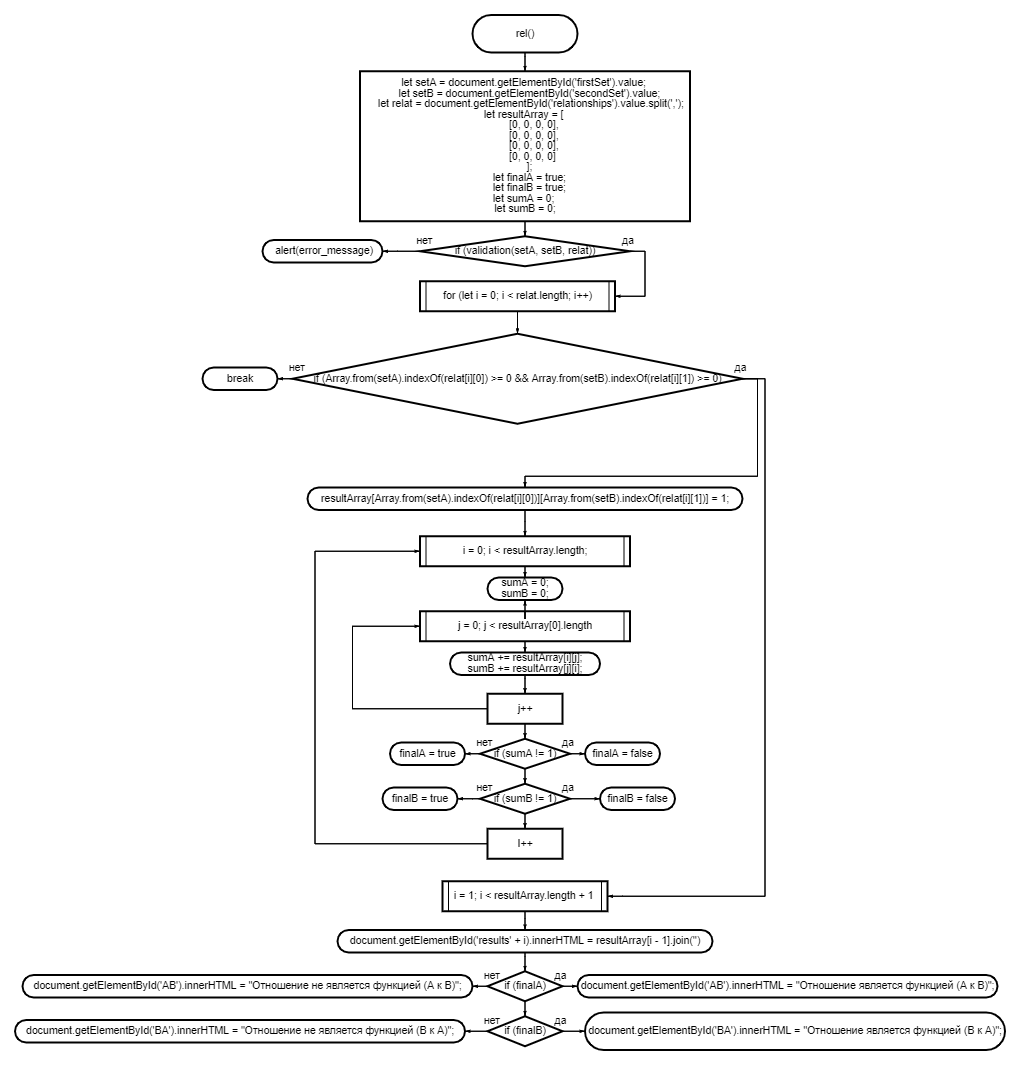 rel()
let setA = document.getElementById('firstSet').value;
let setB = document.getElementById('secondSet').value;
let relat = document.getElementById('relationships').value.split(',');
let resultArray = [
[0, 0, 0, 0],
[0, 0, 0, 0],
[0, 0, 0, 0],
[0, 0, 0, 0]
];
let finalA = true;
let finalB = true;
let sumA = 0;
let sumB = 0;
нет
да
alert(error_message)
if (validation(setA, setB, relat))
for (let i = 0; i < relat.length; i++)
нет
да
break
if (Array.from(setA).indexOf(relat[i][0]) >= 0 && Array.from(setB).indexOf(relat[i][1]) >= 0)
resultArray[Array.from(setA).indexOf(relat[i][0])][Array.from(setB).indexOf(relat[i][1])] = 1;
i = 0; i < resultArray.length;
sumA = 0;
sumB = 0;
j = 0; j < resultArray[0].length
sumA += resultArray[i][j];
sumB += resultArray[j][i];
j++
нет
да
finalA = true
if (sumA != 1)
finalA = false
нет
да
finalB = true
if (sumB != 1)
finalB = false
I++
i = 1; i < resultArray.length + 1
document.getElementById('results' + i).innerHTML = resultArray[i - 1].join('')
нет
да
document.getElementById('AB').innerHTML = "Отношение не является функцией (A к B)";
if (finalA)
document.getElementById('AB').innerHTML = "Отношение является функцией (A к B)";
нет
да
document.getElementById('BA').innerHTML = "Отношение не является функцией (B к A)";
if (finalB)
document.getElementById('BA').innerHTML = "Отношение является функцией (B к A)";